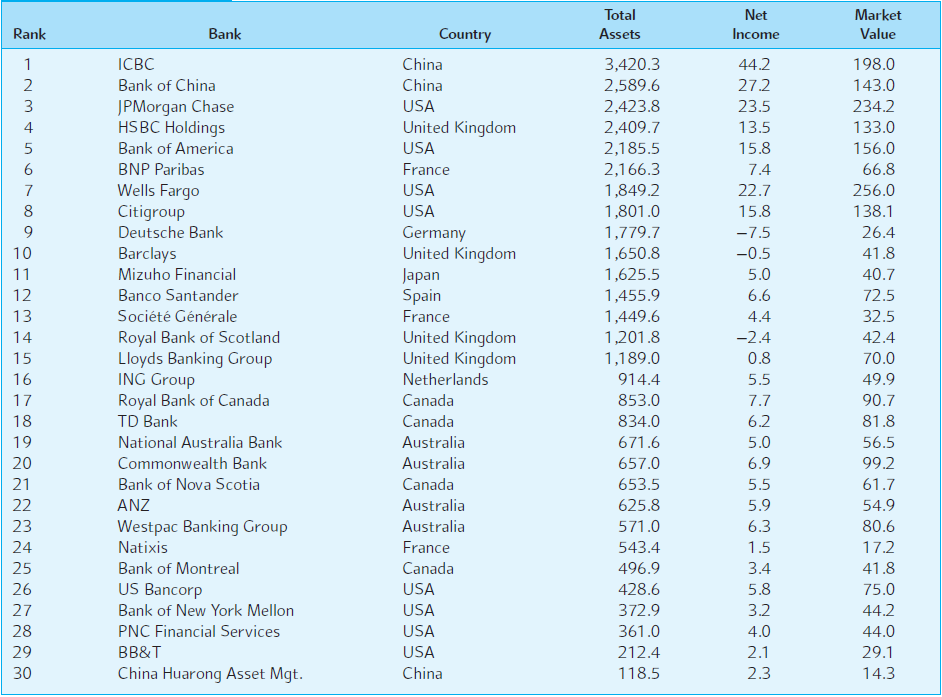 Total Net Market
Rank Bank Country Assets Income Value
1 ICBC China 3,420.3 44.2 198.0
2 Bank of China China 2,589.6 27.2 143.0
3 JPMorgan Chase USA 2,423.8 23.5 234.2
4 HSBC Holdings United Kingdom 2,409.7 13.5 133.0
5 Bank of America USA 2,185.5 15.8 156.0
6 BNP Paribas France 2,166.3 7.4 66.8
7 Wells Fargo USA 1,849.2 22.7 256.0
8 Citigroup USA 1,801.0 15.8 138.1
9 Deutsche Bank Germany 1,779.7 −7.5 26.4
10 Barclays United Kingdom 1,650.8 −0.5 41.8
11 Mizuho Financial Japan 1,625.5 5.0 40.7
12 Banco Santander Spain 1,455.9 6.6 72.5
13 Société Générale France 1,449.6 4.4 32.5
14 Royal Bank of Scotland United Kingdom 1,201.8 −2.4 42.4
15 Lloyds Banking Group United Kingdom 1,189.0 0.8 70.0
16 ING Group Netherlands 914.4 5.5 49.9
17 Royal Bank of Canada Canada 853.0 7.7 90.7
18 TD Bank Canada 834.0 6.2 81.8
19 National Australia Bank Australia 671.6 5.0 56.5
20 Commonwealth Bank Australia 657.0 6.9 99.2
21 Bank of Nova Scotia Canada 653.5 5.5 61.7
22 ANZ Australia 625.8 5.9 54.9
23 Westpac Banking Group Australia 571.0 6.3 80.6
24 Natixis France 543.4 1.5 17.2
25 Bank of Montreal Canada 496.9 3.4 41.8
26 US Bancorp USA 428.6 5.8 75.0
27 Bank of New York Mellon USA 372.9 3.2 44.2
28 PNC Financial Services USA 361.0 4.0 44.0
29 BB&T USA 212.4 2.1 29.1
30 China Huarong Asset Mgt. China 118.5 2.3 14.3